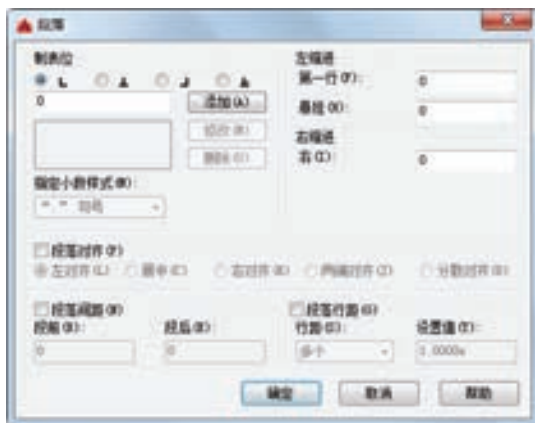 段落
制表位
0
添加(A)
修改(M)
删除(D)
指定小数样式(M):
"." 句号
左缩进
第一行(F): 0
悬挂(H): 0
右缩进
右(I): 0
段落对齐(P)
左对齐(L) 居中(C) 右对齐(R) 两端对齐(J) 分散对齐(D)
段落间距(N) 段落行距(G)
段前(B): 段后(E): 行距(S): 设置值(T):
0 0 多个 1.0000x
确定 取消 帮助